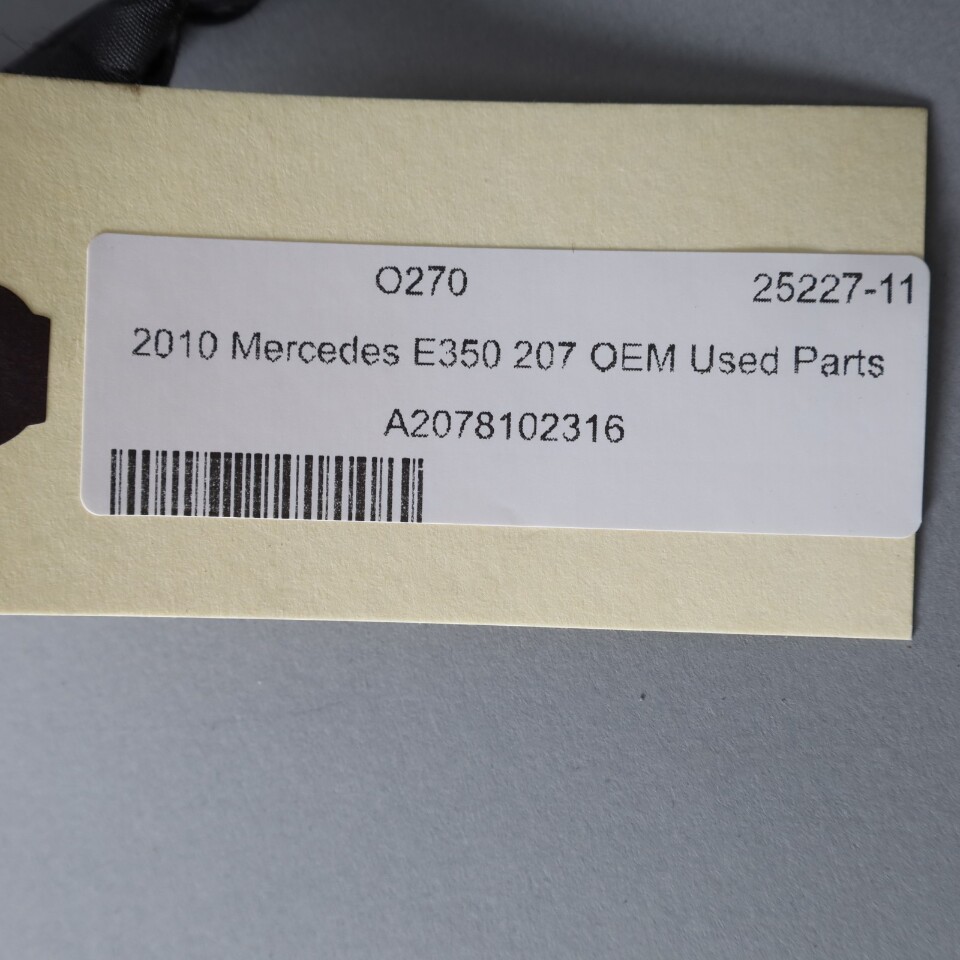 O270 25227-11
2010 Mercedes E350 207 OEM Used Parts
A2078102316